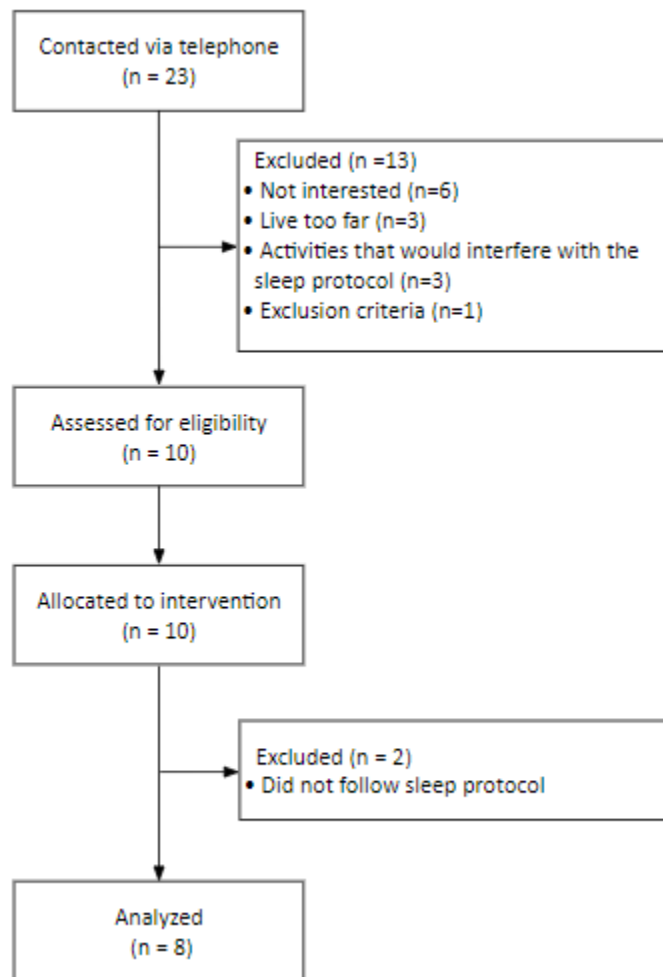 Contacted via telephone
(n = 23)
Excluded (n =13)
• Not interested (n=6)
• Live too far (n=3)
• Activities that would interfere with the
sleep protocol (n=3)
• Exclusion criteria (n=1)
Assessed for eligibility
(n = 10)
Allocated to intervention
(n = 10)
Excluded (n = 2)
• Did not follow sleep protocol
Analyzed
(n = 8)